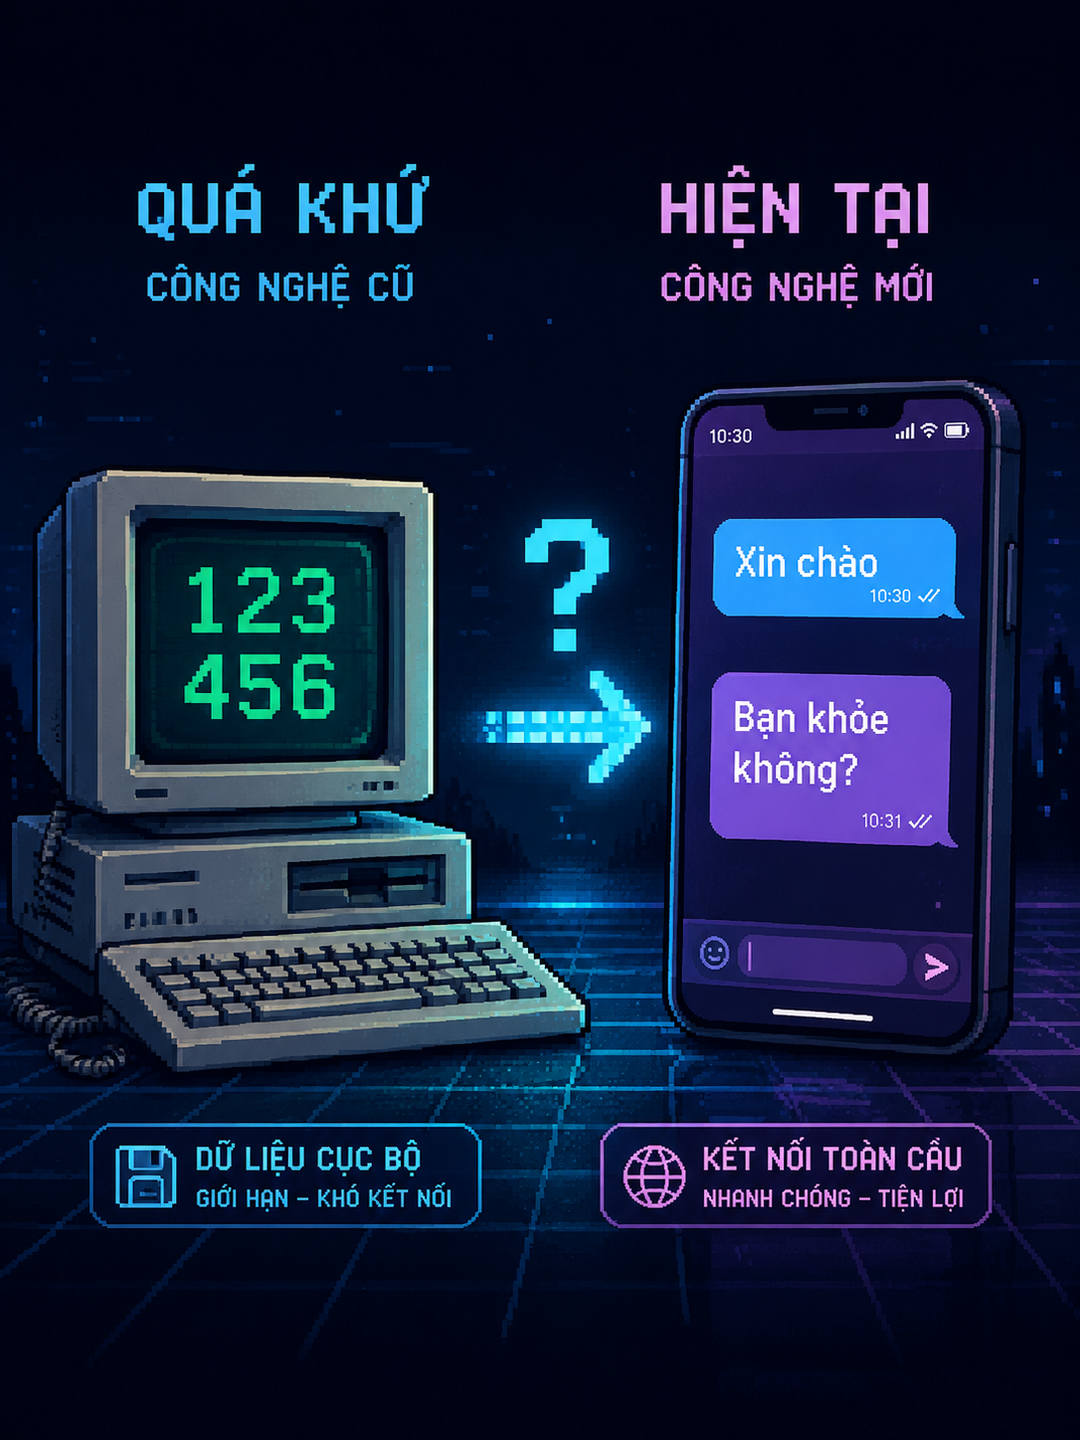 QUÁ KHỨ
CÔNG NGHỆ CŨ
HIỆN TẠI
CÔNG NGHỆ MỚI
123
456
?
10:30
Xin chào
10:30
Bạn khỏe
không?
10:31
DỮ LIỆU CỤC BỘ
GIỚI HẠN – KHÓ KẾT NỐI
KẾT NỐI TOÀN CẦU
NHANH CHÓNG – TIỆN LỢI